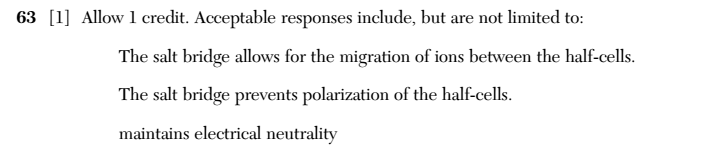 63 [1] Allow 1 credit. Acceptable responses include, but are not limited to:
The salt bridge allows for the migration of ions between the half-cells.
The salt bridge prevents polarization of the half-cells.
maintains electrical neutrality